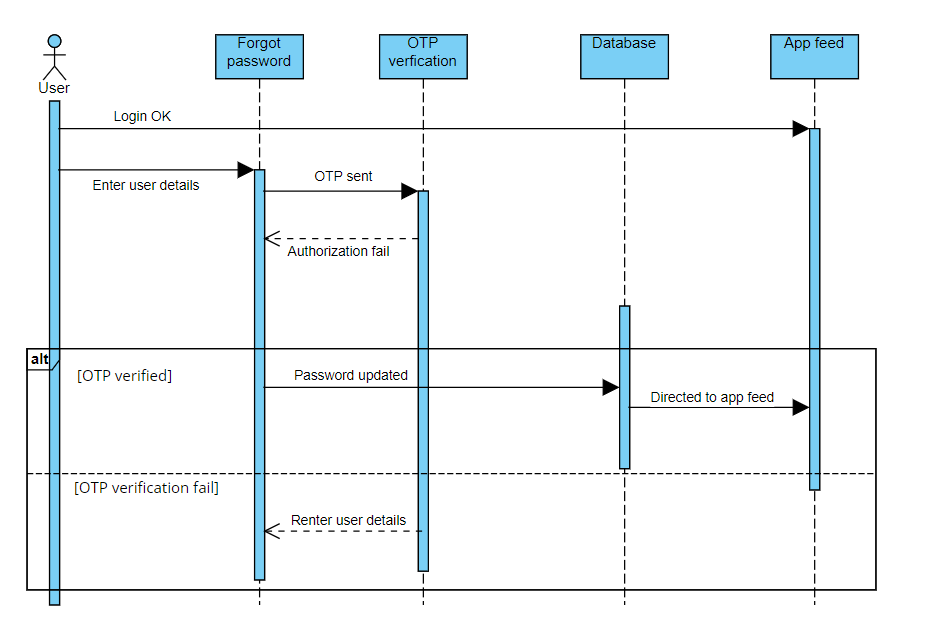 Forgot
password
OTP
verfication
Database
App feed
User
Login OK
Enter user details
OTP sent
Authorization fail
alt
[OTP verified]
Password updated
Directed to app feed
[OTP verification fail]
Renter user details